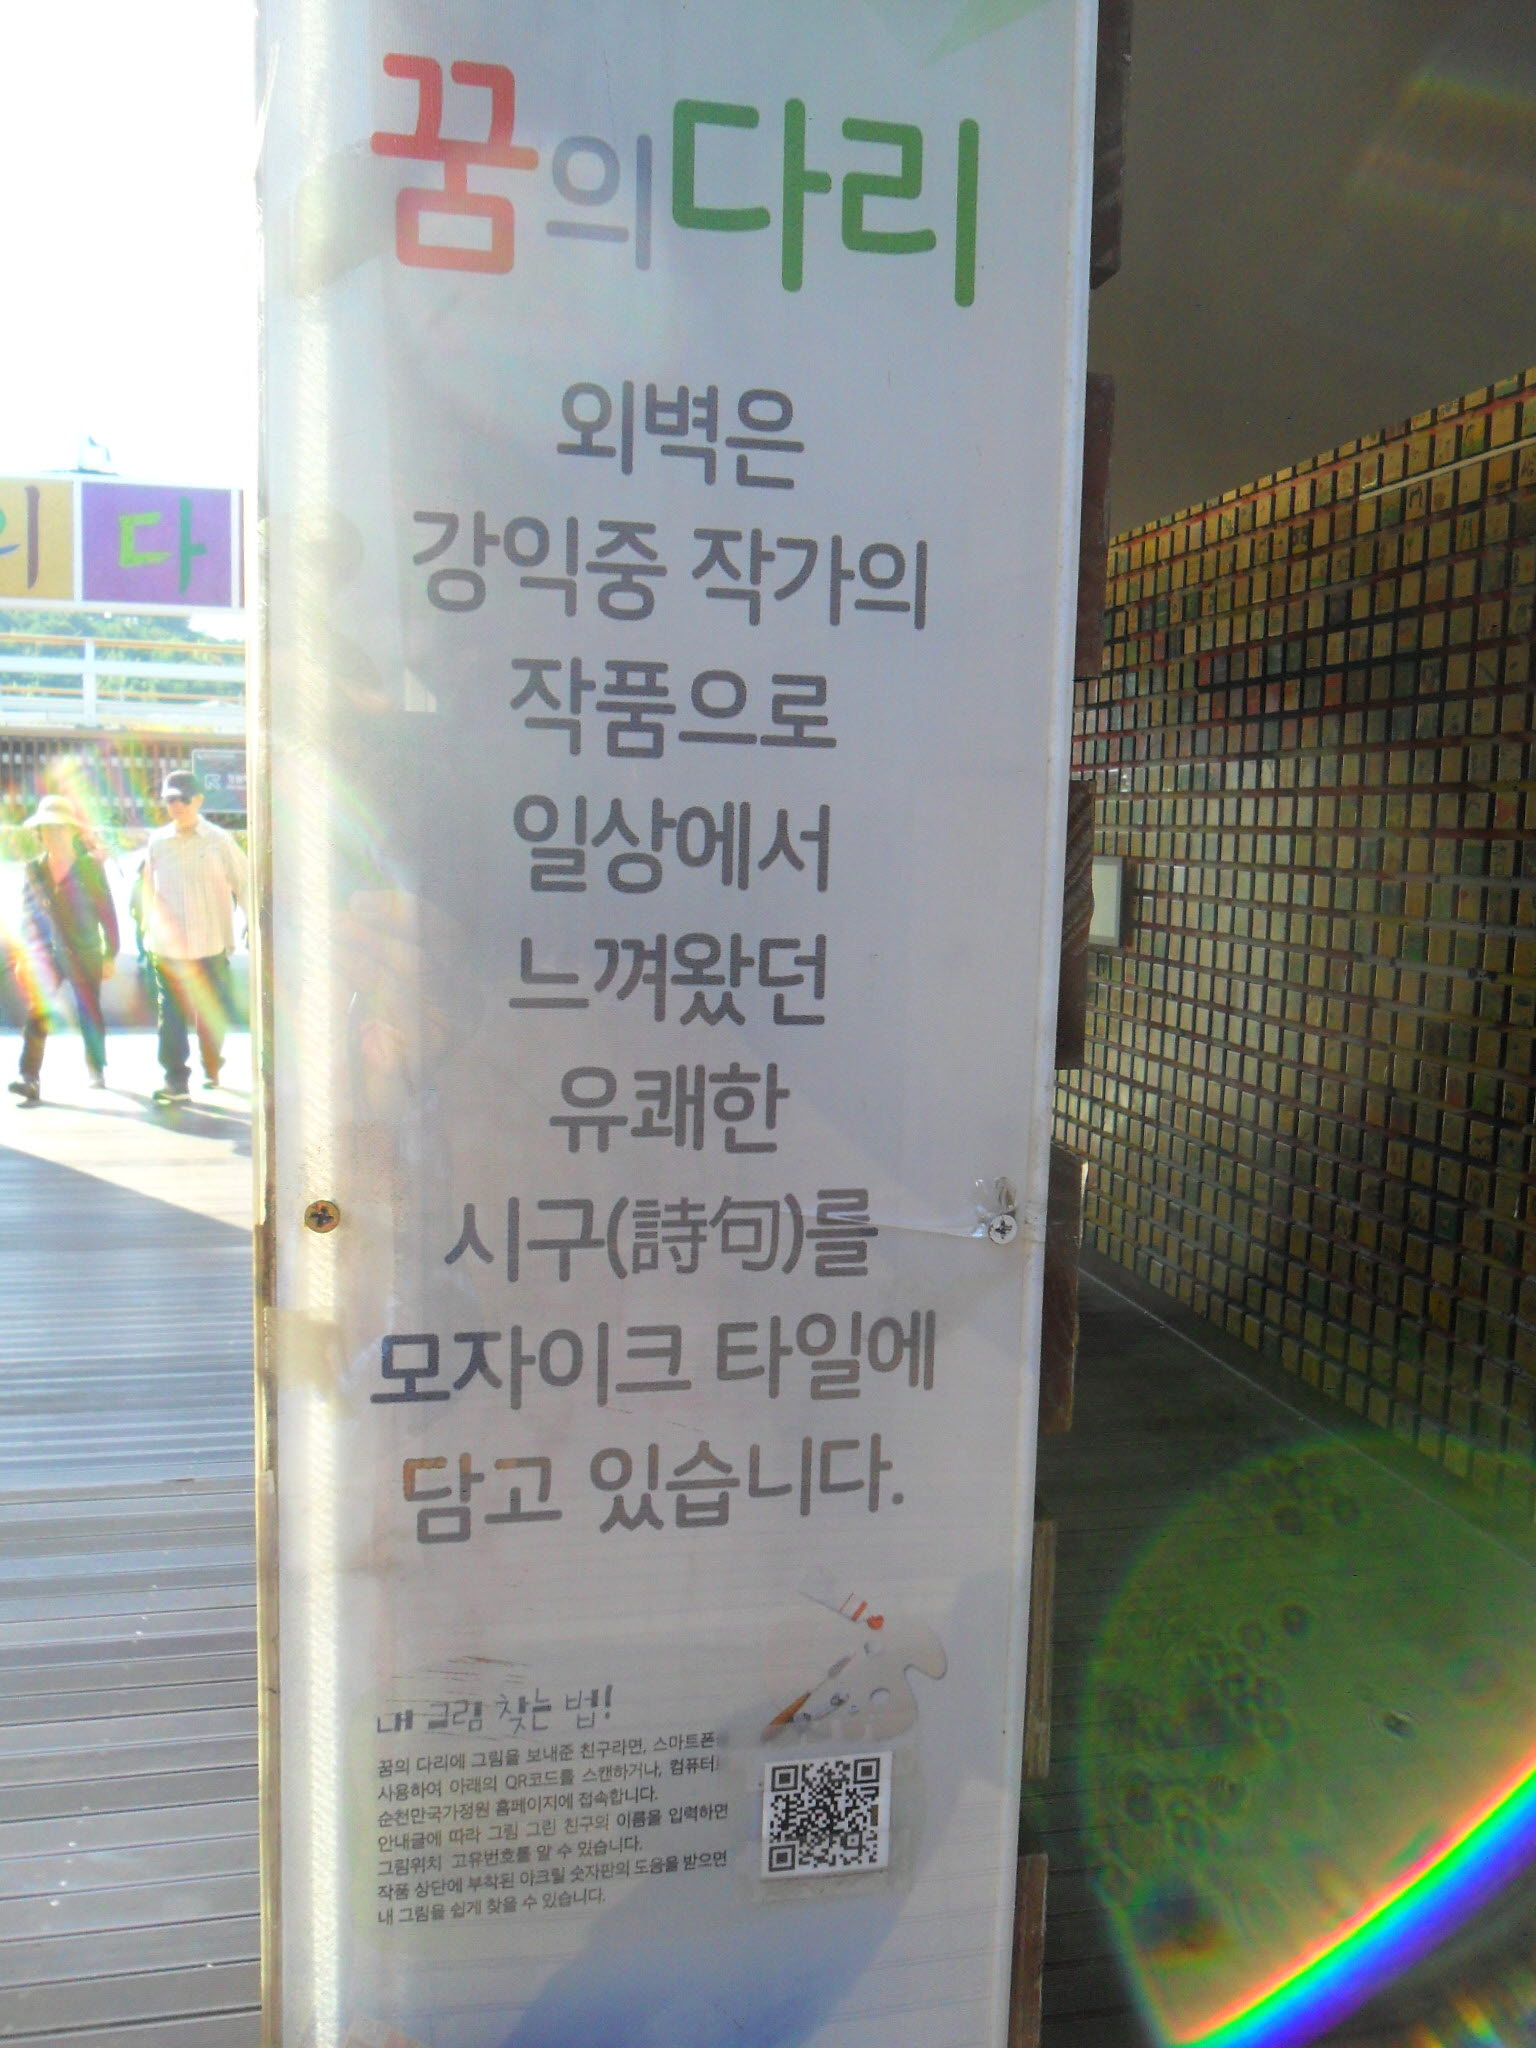 꿈의다리
외벽은
강익중 작가의
작품으로
일상에서
느껴왔던
유쾌한
시구(詩句)를
모자이크 타일에
담고 있습니다.
의 다
내 그림 찾는 법!
꿈의 다리에 그림을 보내준 친구라면, 스마트폰
사용하여 아래의 QR코드를 스캔하거나, 컴퓨터
순천만국가정원 홈페이지에 접속합니다.
안내글에 따라 그림 그린 친구의 이름을 입력하면
그림위치 고유번호를 알 수 있습니다.
작품 상단에 부착된 아크릴 숫자판의 도움을 받으면
내 그림을 쉽게 찾을 수 있습니다.